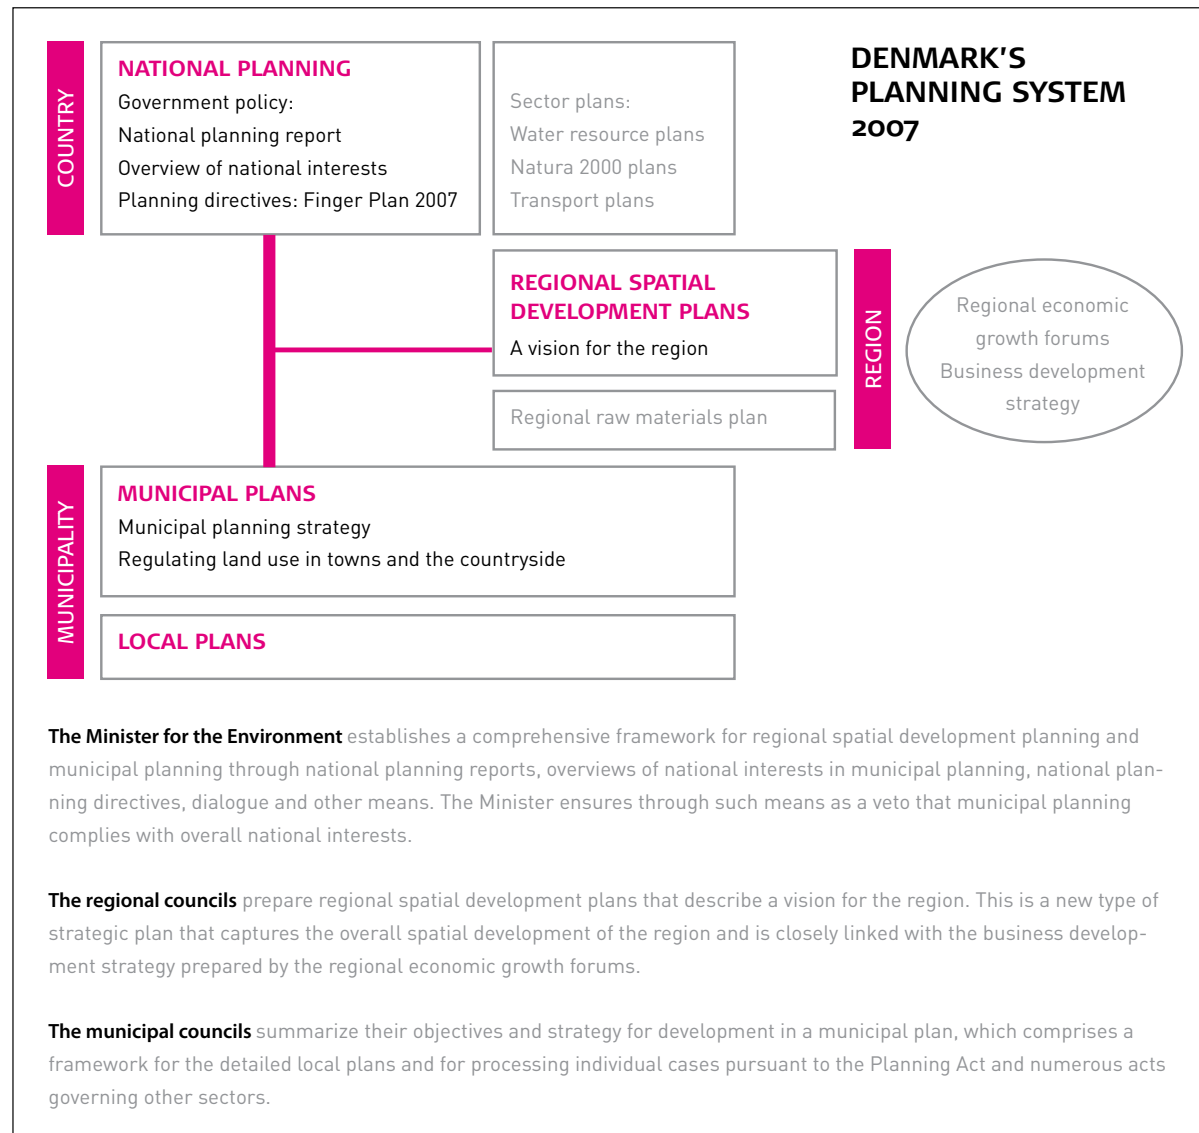 DENMARK'S
PLANNING SYSTEM
2007
COUNTRY
NATIONAL PLANNING
Government policy:
National planning report
Overview of national interests
Planning directives: Finger Plan 2007
Sector plans:
Water resource plans
Natura 2000 plans
Transport plans
REGIONAL SPATIAL
DEVELOPMENT PLANS
A vision for the region
Regional raw materials plan
REGION
Regional economic
growth forums
Business development
strategy
MUNICIPALITY
MUNICIPAL PLANS
Municipal planning strategy
Regulating land use in towns and the countryside
LOCAL PLANS
The Minister for the Environment establishes a comprehensive framework for regional spatial development planning and
municipal planning through national planning reports, overviews of national interests in municipal planning, national plan-
ning directives, dialogue and other means. The Minister ensures through such means as a veto that municipal planning
complies with overall national interests.
The regional councils prepare regional spatial development plans that describe a vision for the region. This is a new type of
strategic plan that captures the overall spatial development of the region and is closely linked with the business develop-
ment strategy prepared by the regional economic growth forums.
The municipal councils summarize their objectives and strategy for development in a municipal plan, which comprises a
framework for the detailed local plans and for processing individual cases pursuant to the Planning Act and numerous acts
governing other sectors.